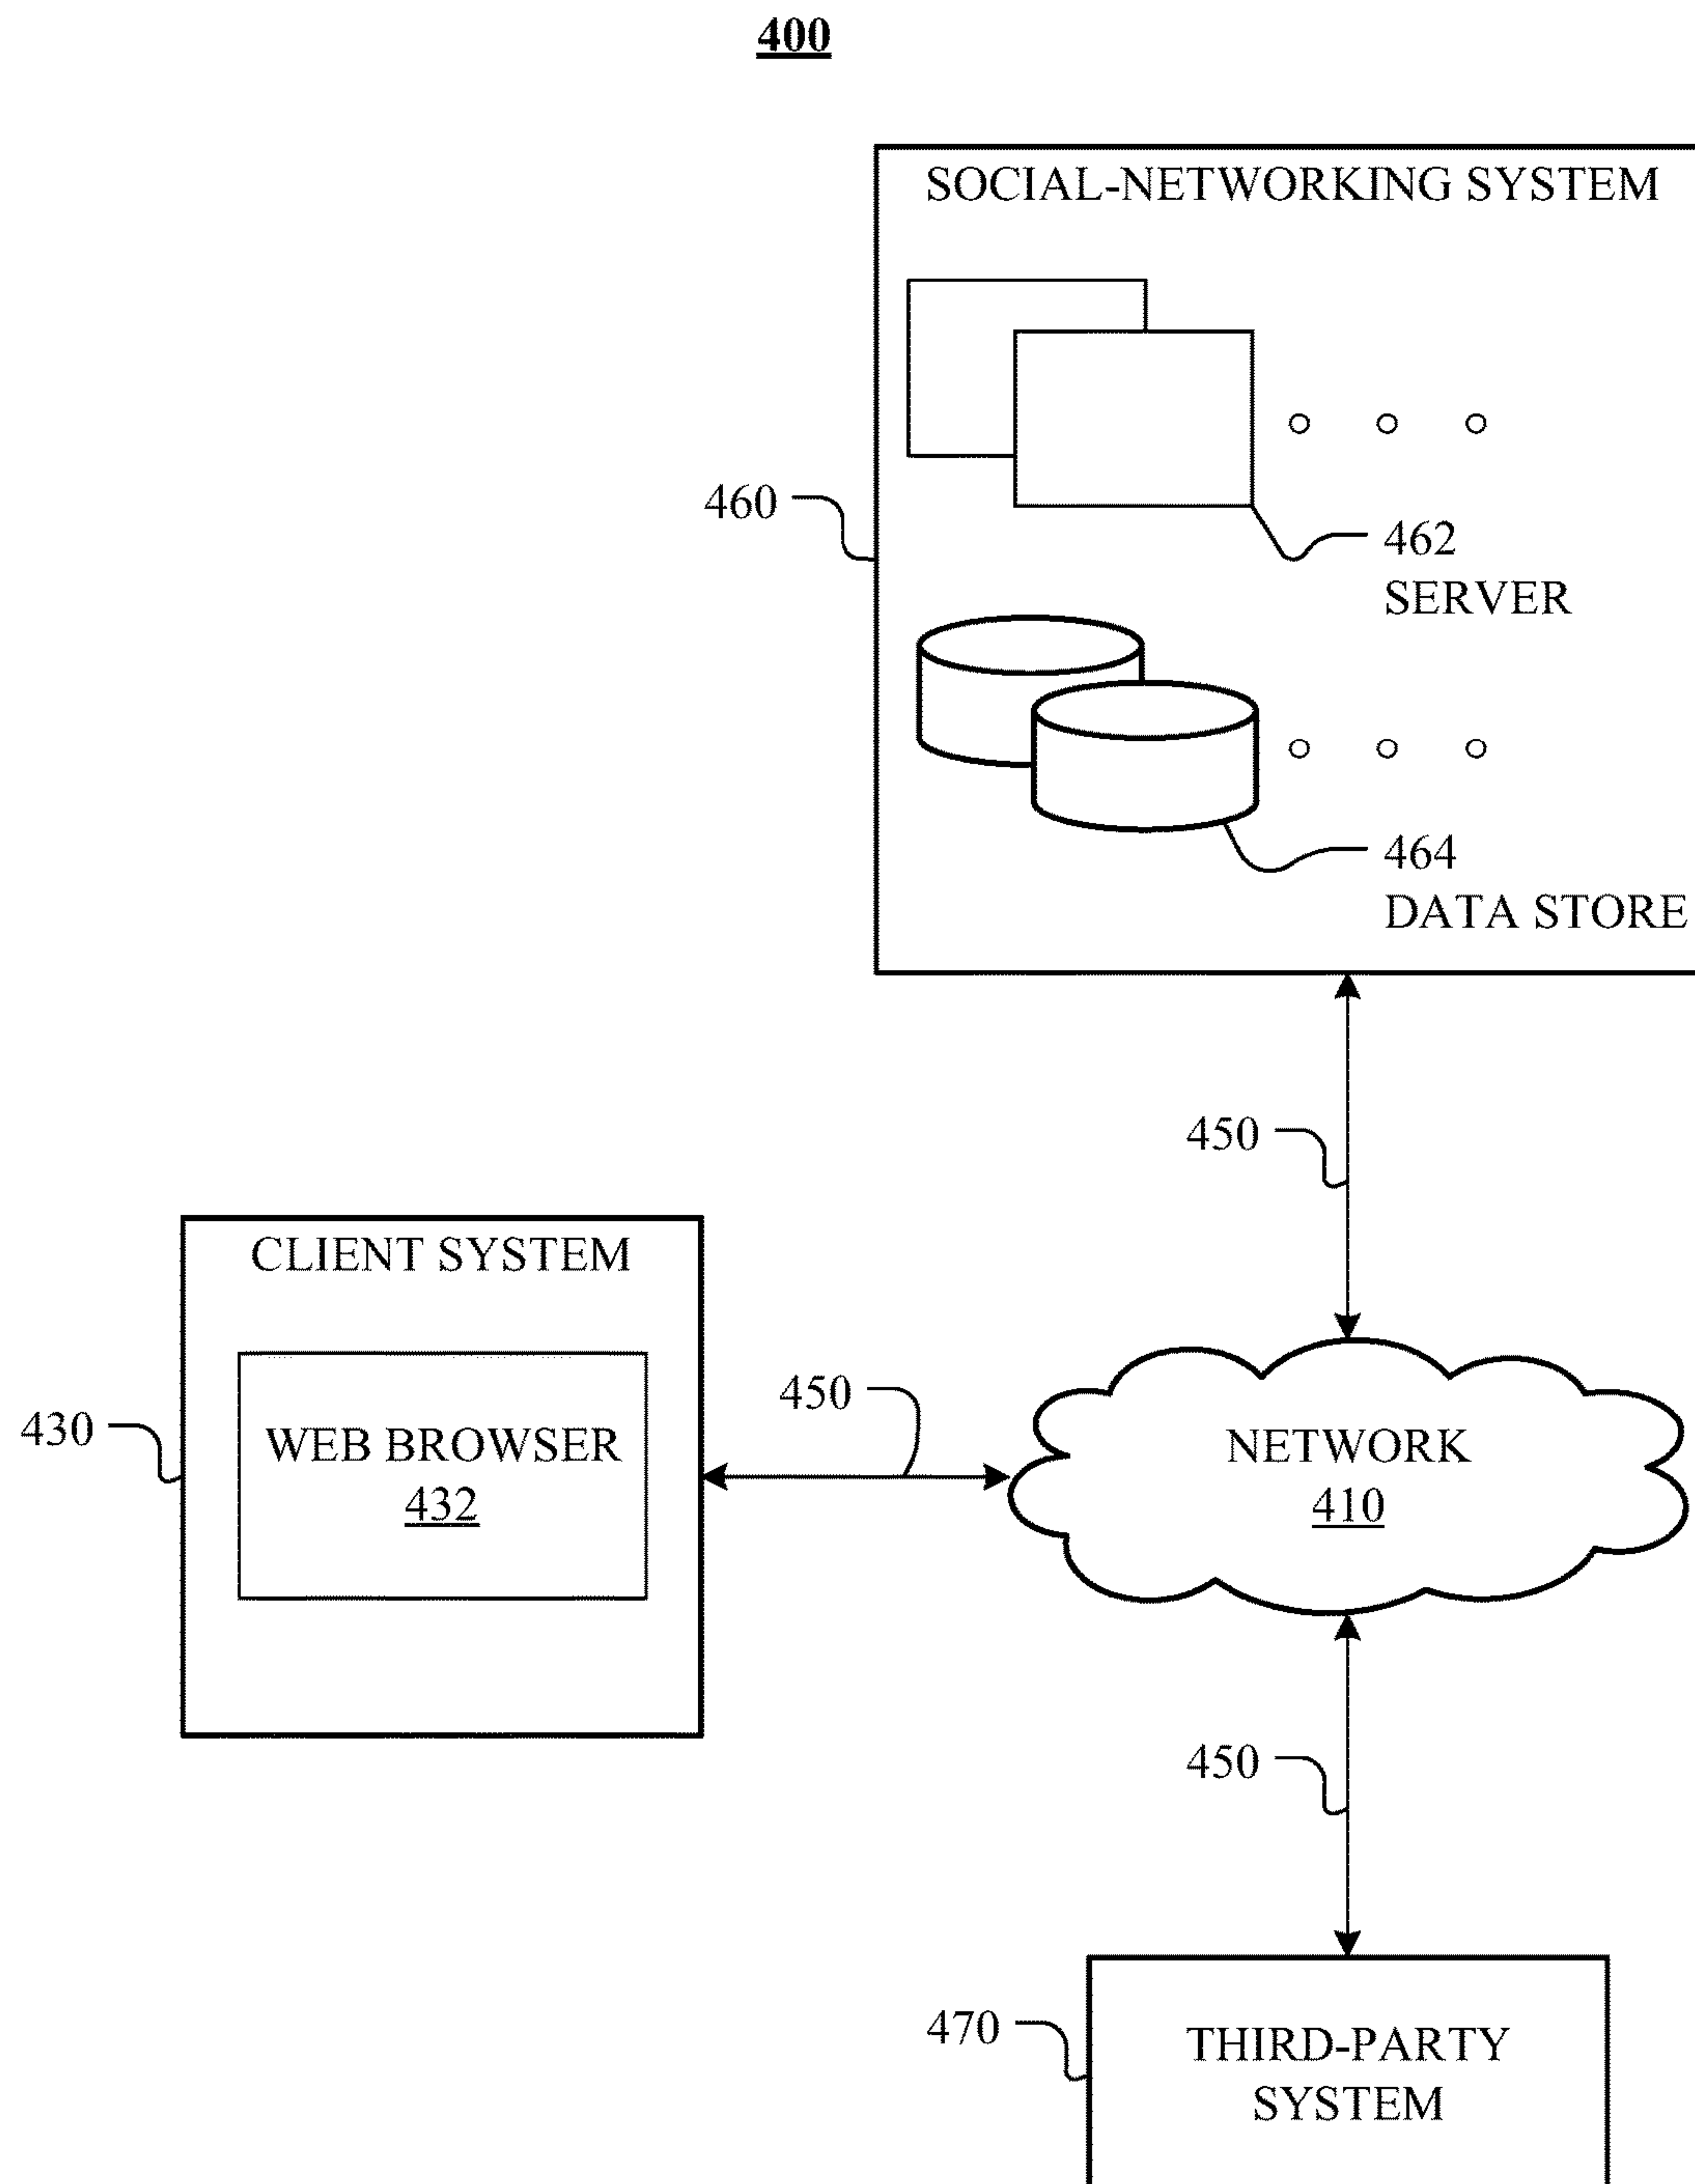 400
SOCIAL-NETWORKING SYSTEM
460
462
SERVER
464
DATA STORE
450
CLIENT SYSTEM
430
WEB BROWSER
432
450
NETWORK
410
450
470
THIRD-PARTY
SYSTEM